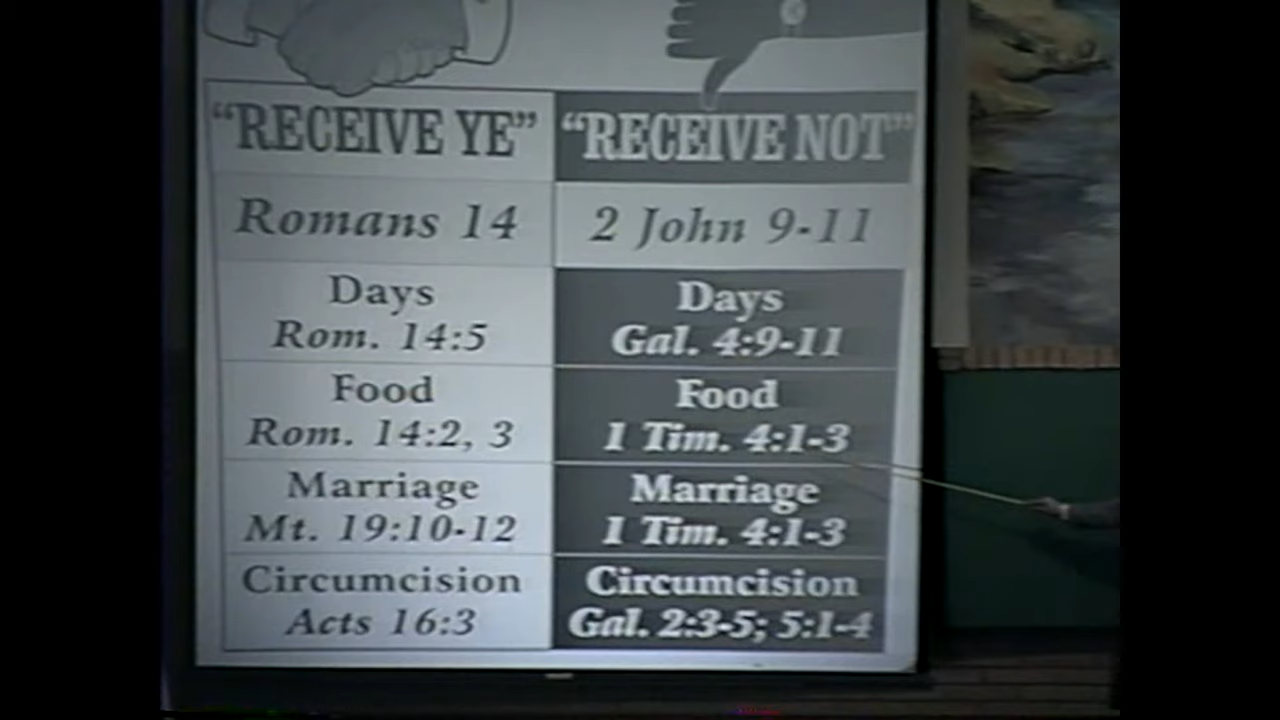 “RECEIVE YE”
“RECEIVE NOT”
Romans 14
2 John 9-11
Days
Rom. 14:5
Days
Gal. 4:9-11
Food
Rom. 14:2, 3
Food
1 Tim. 4:1-3
Marriage
Mt. 19:10-12
Marriage
1 Tim. 4:1-3
Circumcision
Acts 16:3
Circumcision
Gal. 2:3-5; 5:1-4